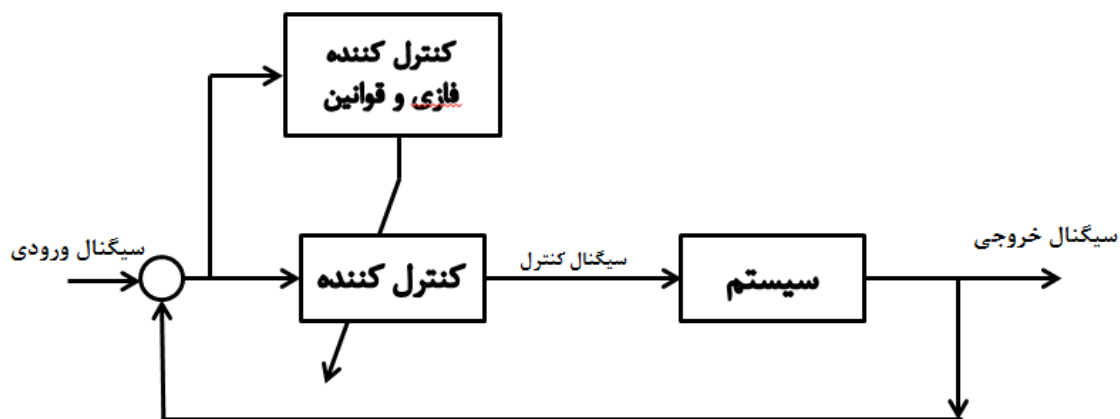 کنترل کننده
فازی و قوانین
سیگنال ورودی
کنترل کننده
سیگنال کنترل
سیستم
سیگنال خروجی